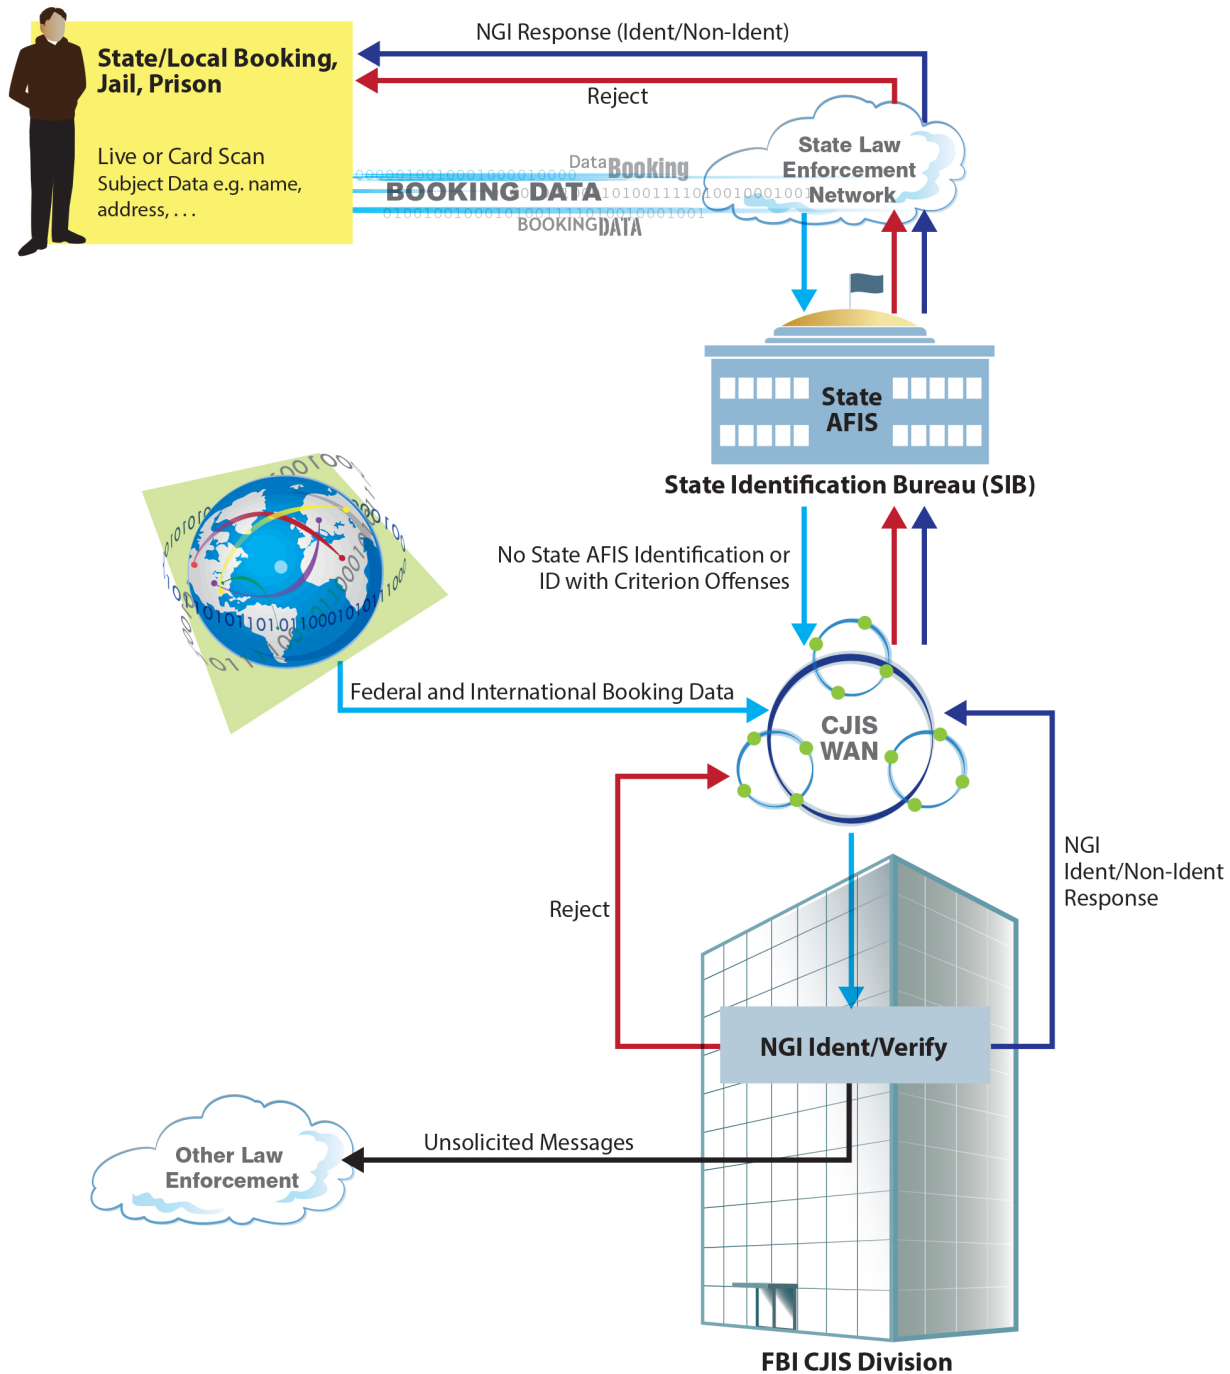 NGI Response (Ident/Non-Ident)
Reject
State/Local Booking,
Jail, Prison
Live or Card Scan
Subject Data e.g. name,
address, . . .
Data Booking
BOOKING DATA
BOOKING DATA
State Law
Enforcement
Network
State
AFIS
State Identification Bureau (SIB)
No State AFIS Identification or
ID with Criterion Offenses
Federal and International Booking Data
CJIS
WAN
Reject
NGI
Ident/Non-Ident
Response
NGI Ident/Verify
Unsolicited Messages
Other Law
Enforcement
FBI CJIS Division